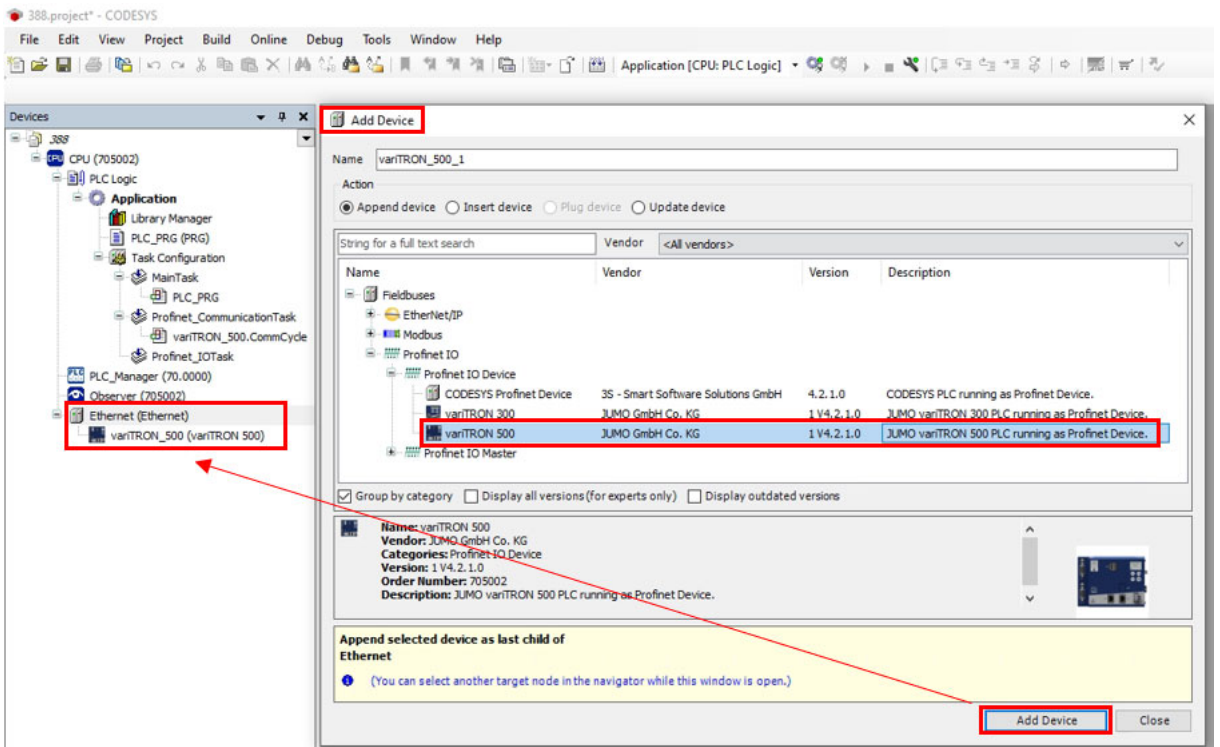 388.project* - CODESYS
File Edit View Project Build Online Debug Tools Window Help
Application [CPU: PLC Logic]
Devices
388
CPU CPU (705002)
PLC Logic
Application
Library Manager
PLC_PRG (PRG)
Task Configuration
MainTask
PLC_PRG
Profinet_CommunicationTask
variTRON_500.CommCycle
Profinet_IOTask
PLC PLC_Manager (70.0000)
Observer (705002)
Ethernet (Ethernet)
variTRON_500 (variTRON 500)
Add Device
Name variTRON_500_1
Action
Append device Insert device Plug device Update device
String for a full text search Vendor <All vendors>
Name Vendor Version Description
Fieldbuses
EtherNet/IP
Modbus
Profinet IO
Profinet IO Device
CODESYS Profinet Device 3S - Smart Software Solutions GmbH 4.2.1.0 CODESYS PLC running as Profinet Device.
variTRON 300 JUMO GmbH Co. KG 1 V4.2.1.0 JUMO variTRON 300 PLC running as Profinet Device.
variTRON 500 JUMO GmbH Co. KG 1 V4.2.1.0 JUMO variTRON 500 PLC running as Profinet Device.
Profinet IO Master
Group by category Display all versions (for experts only) Display outdated versions
Name: variTRON 500
Vendor: JUMO GmbH Co. KG
Categories: Profinet IO Device
Version: 1 V4.2.1.0
Order Number: 705002
Description: JUMO variTRON 500 PLC running as Profinet Device.
Append selected device as last child of
Ethernet
(You can select another target node in the navigator while this window is open.)
Add Device Close